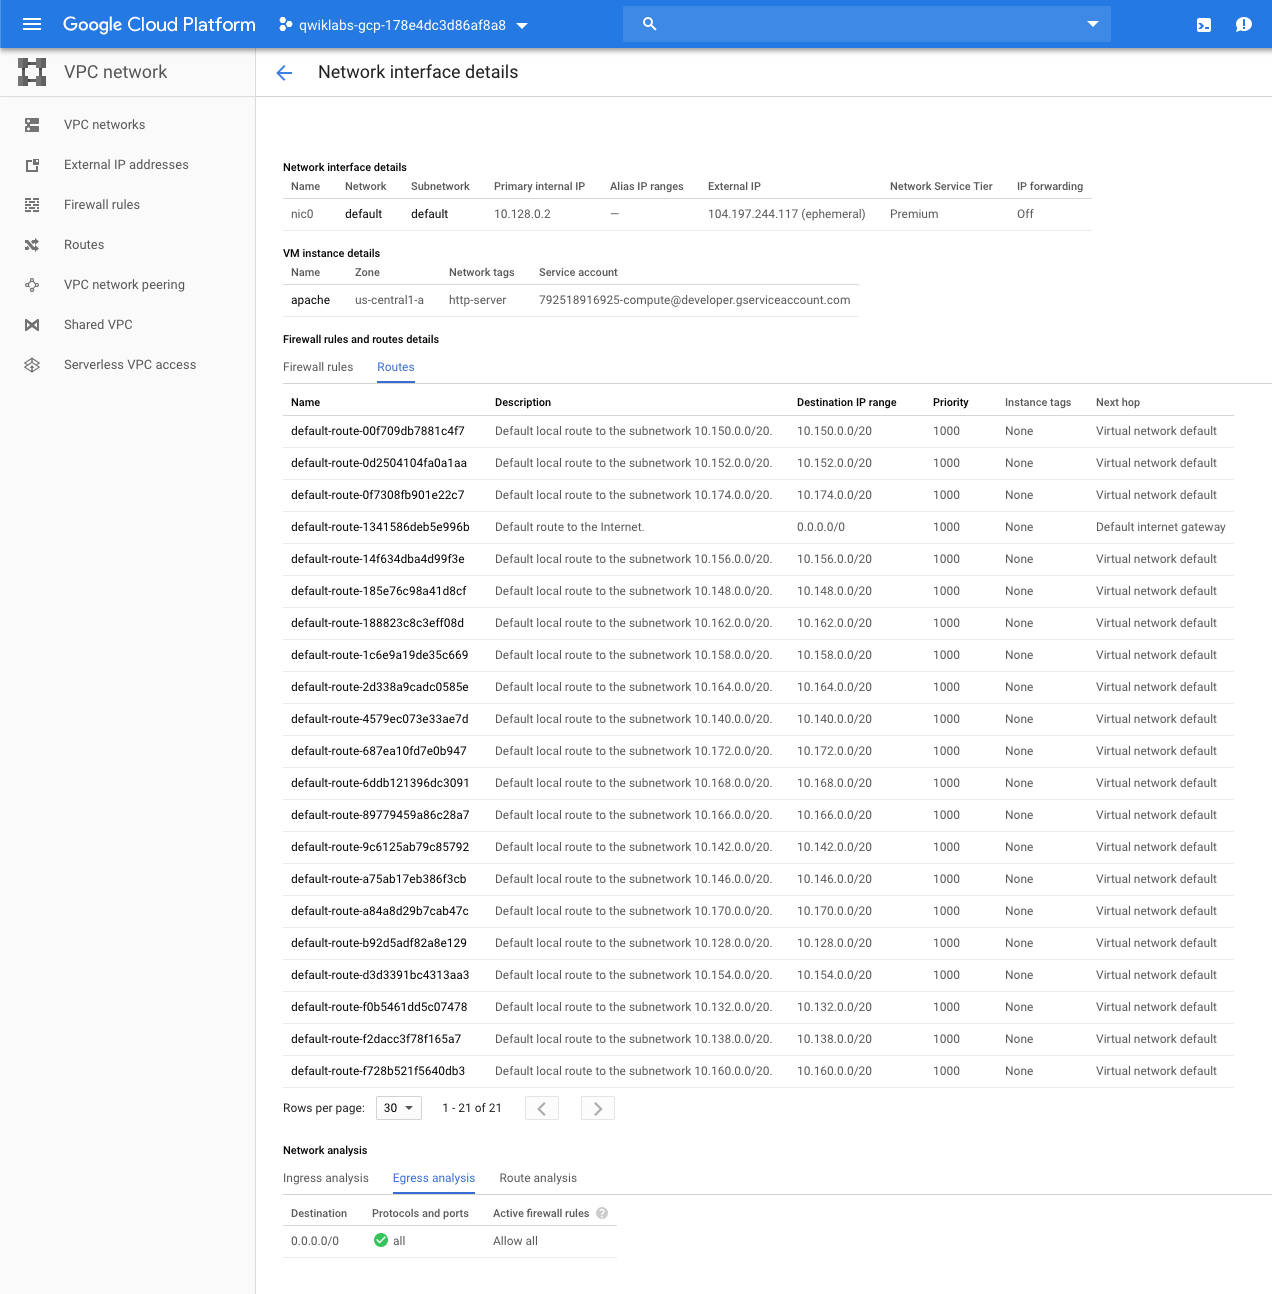 Google Cloud Platform qwiklabs-gcp-178e4dc3d86af8a8
VPC network
Network interface details
VPC networks
External IP addresses
Firewall rules
Routes
VPC network peering
Shared VPC
Serverless VPC access
Network interface details
Name Network Subnetwork Primary internal IP Alias IP ranges External IP Network Service Tier IP forwarding
nic0 default default 10.128.0.2 — 104.197.244.117 (ephemeral) Premium Off
VM instance details
Name Zone Network tags Service account
apache us-central1-a http-server 792518916925-compute@developer.gserviceaccount.com
Firewall rules and routes details
Firewall rules Routes
Name Description Destination IP range Priority Instance tags Next hop
default-route-00f709db7881c4f7 Default local route to the subnetwork 10.150.0.0/20. 10.150.0.0/20 1000 None Virtual network default
default-route-0d2504104fa0a1aa Default local route to the subnetwork 10.152.0.0/20. 10.152.0.0/20 1000 None Virtual network default
default-route-0f7308fb901e22c7 Default local route to the subnetwork 10.174.0.0/20. 10.174.0.0/20 1000 None Virtual network default
default-route-1341586deb5e996b Default route to the Internet. 0.0.0.0/0 1000 None Default internet gateway
default-route-14f634dba4d99f3e Default local route to the subnetwork 10.156.0.0/20. 10.156.0.0/20 1000 None Virtual network default
default-route-185e76c98a41d8cf Default local route to the subnetwork 10.148.0.0/20. 10.148.0.0/20 1000 None Virtual network default
default-route-188823c8c3eff08d Default local route to the subnetwork 10.162.0.0/20. 10.162.0.0/20 1000 None Virtual network default
default-route-1c6e9a19de35c669 Default local route to the subnetwork 10.158.0.0/20. 10.158.0.0/20 1000 None Virtual network default
default-route-2d338a9cadc0585e Default local route to the subnetwork 10.164.0.0/20. 10.164.0.0/20 1000 None Virtual network default
default-route-4579ec073e33ae7d Default local route to the subnetwork 10.140.0.0/20. 10.140.0.0/20 1000 None Virtual network default
default-route-687ea10fd7e0b947 Default local route to the subnetwork 10.172.0.0/20. 10.172.0.0/20 1000 None Virtual network default
default-route-6ddb121396dc3091 Default local route to the subnetwork 10.168.0.0/20. 10.168.0.0/20 1000 None Virtual network default
default-route-89779459a86c28a7 Default local route to the subnetwork 10.166.0.0/20. 10.166.0.0/20 1000 None Virtual network default
default-route-9c6125ab79c85792 Default local route to the subnetwork 10.142.0.0/20. 10.142.0.0/20 1000 None Virtual network default
default-route-a75ab17eb386f3cb Default local route to the subnetwork 10.146.0.0/20. 10.146.0.0/20 1000 None Virtual network default
default-route-a84a8d29b7cab47c Default local route to the subnetwork 10.170.0.0/20. 10.170.0.0/20 1000 None Virtual network default
default-route-b92d5adf82a8e129 Default local route to the subnetwork 10.128.0.0/20. 10.128.0.0/20 1000 None Virtual network default
default-route-d3d3391bc4313aa3 Default local route to the subnetwork 10.154.0.0/20. 10.154.0.0/20 1000 None Virtual network default
default-route-f0b5461dd5c07478 Default local route to the subnetwork 10.132.0.0/20. 10.132.0.0/20 1000 None Virtual network default
default-route-f2dacc3f78f165a7 Default local route to the subnetwork 10.138.0.0/20. 10.138.0.0/20 1000 None Virtual network default
default-route-f728b521f5640db3 Default local route to the subnetwork 10.160.0.0/20. 10.160.0.0/20 1000 None Virtual network default
Rows per page: 30 1 - 21 of 21
Network analysis
Ingress analysis Egress analysis Route analysis
Destination Protocols and ports Active firewall rules ?
0.0.0.0/0 all Allow all